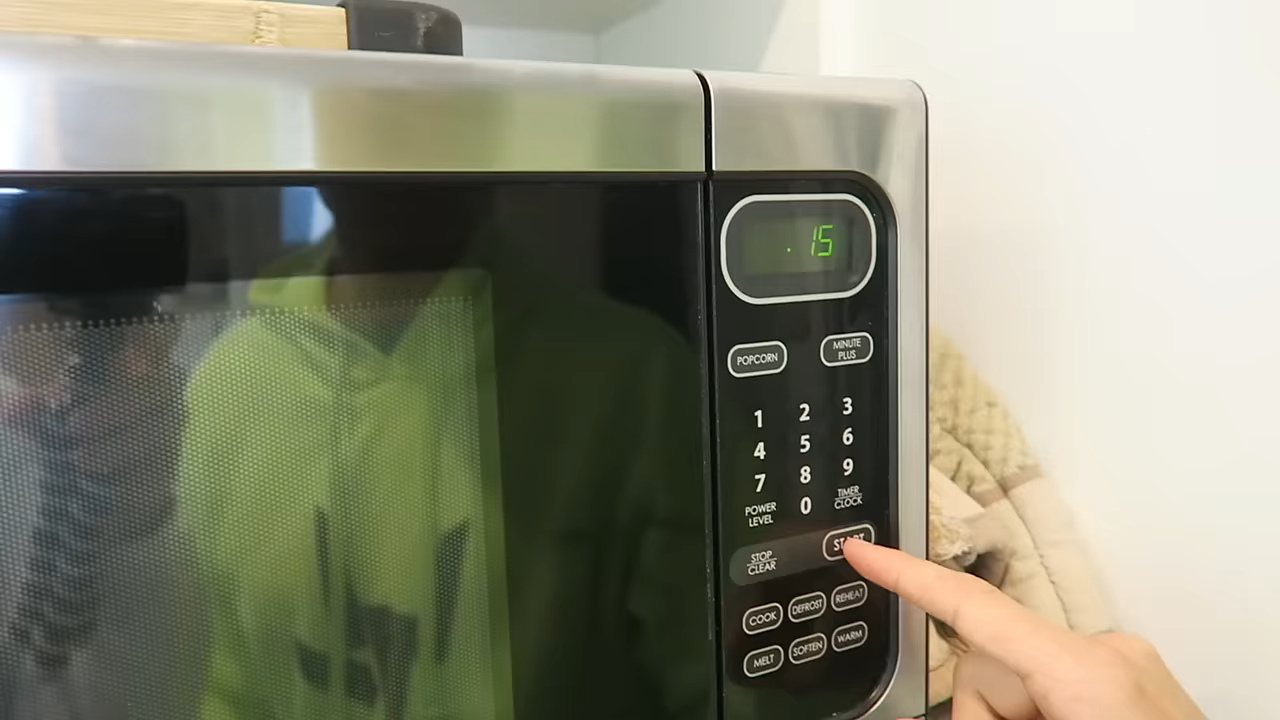 . 15
POPCORN
MINUTE
PLUS
1 2 3
4 5 6
7 8 9
POWER
LEVEL
0
TIMER
CLOCK
STOP
CLEAR
START
COOK DEFROST REHEAT
MELT SOFTEN WARM